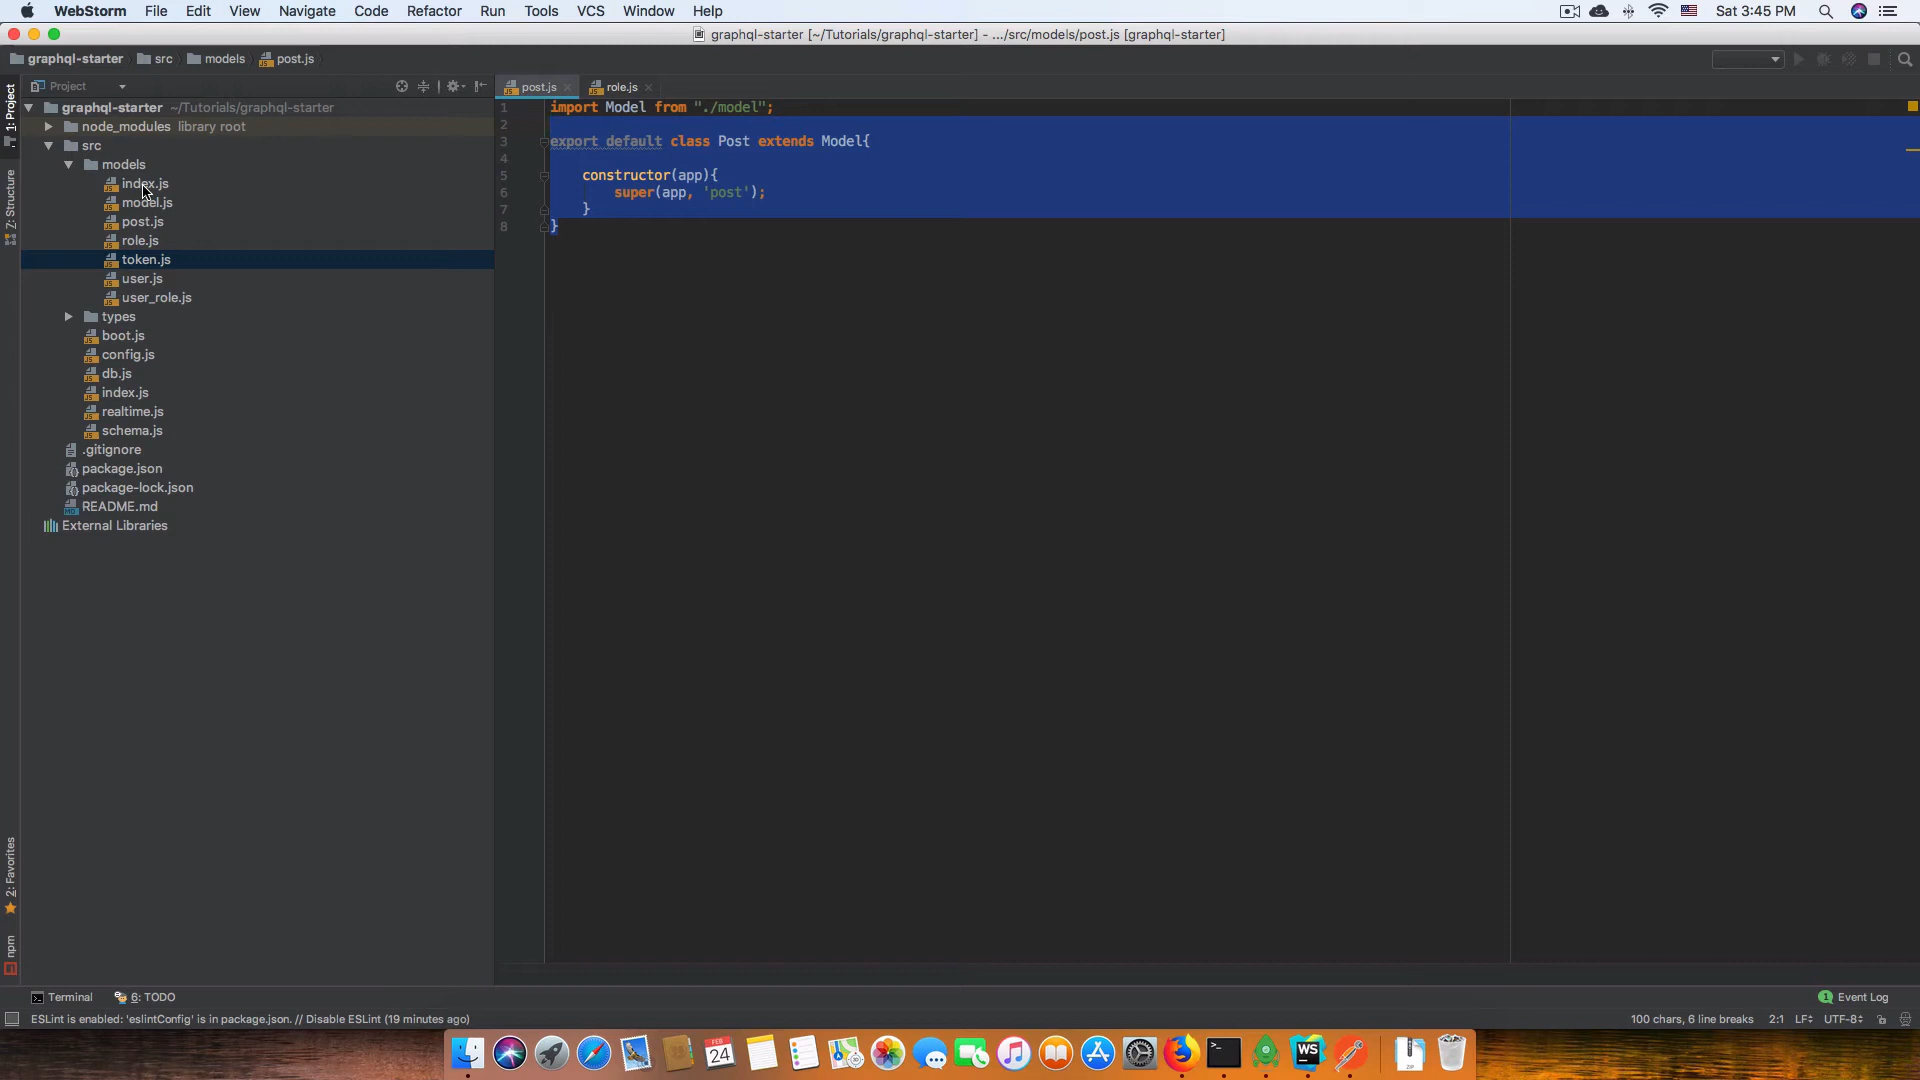 WebStorm File Edit View Navigate Code Refactor Run Tools VCS Window Help Sat 3:45 PM
graphql-starter [~/Tutorials/graphql-starter] - .../src/models/post.js [graphql-starter]
graphql-starter src models post.js
Project
post.js role.js
1: Project
7: Structure
2: Favorites
npm
graphql-starter ~/Tutorials/graphql-starter
node_modules library root
src
models
index.js
model.js
post.js
role.js
token.js
user.js
user_role.js
types
boot.js
config.js
db.js
index.js
realtime.js
schema.js
.gitignore
package.json
package-lock.json
README.md
External Libraries
1 import Model from "./model";
2
3 export default class Post extends Model{
4
5 constructor(app){
6 super(app, 'post');
7 }
8 }
Terminal 6: TODO 1 Event Log
ESLint is enabled: 'eslintConfig' is in package.json. // Disable ESLint (19 minutes ago) 100 chars, 6 line breaks 2:1 LF UTF-8
FEB
24
WS
ZIP